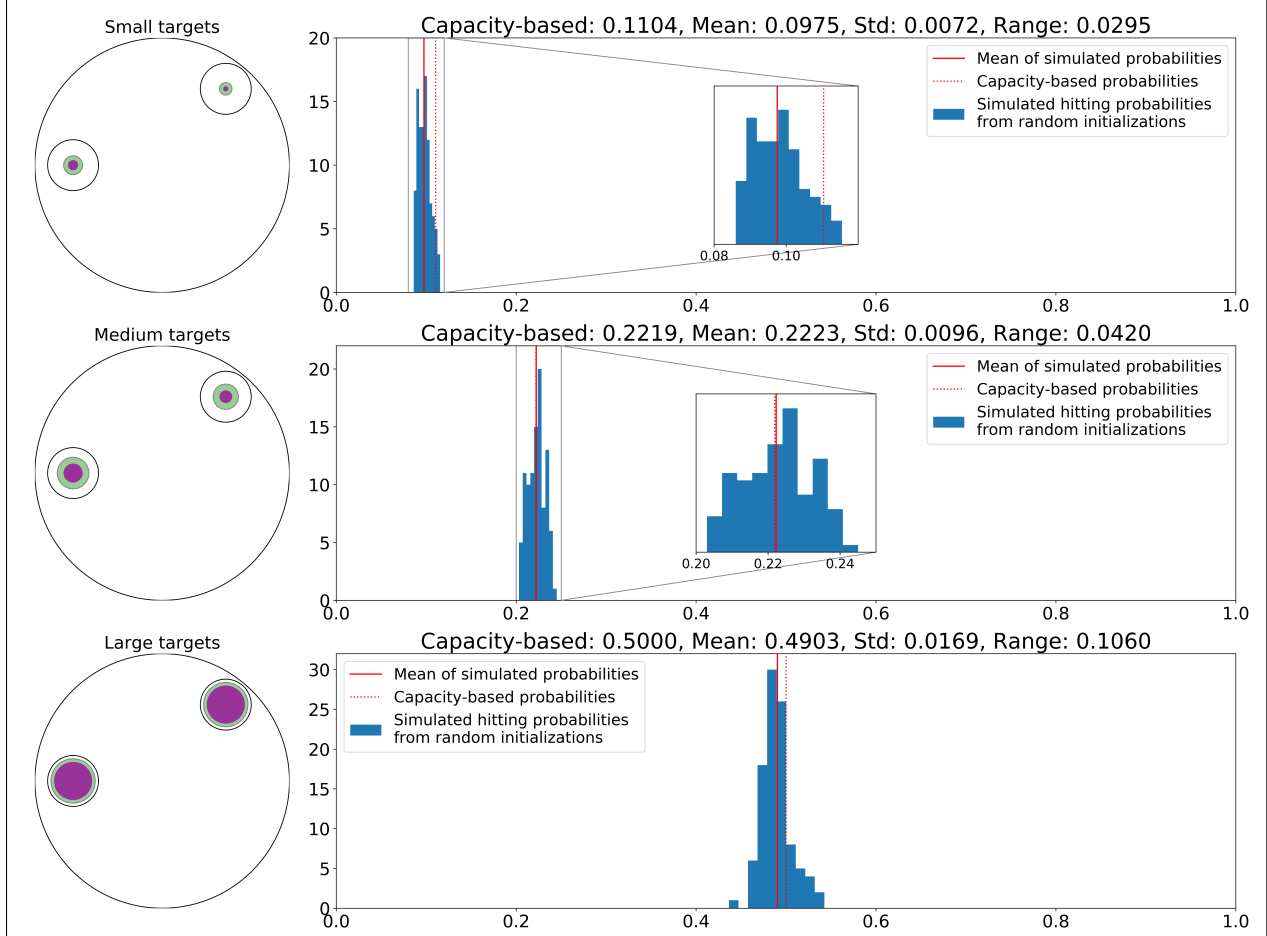 Small targets
Capacity-based: 0.1104, Mean: 0.0975, Std: 0.0072, Range: 0.0295
20
15
10
5
0
Mean of simulated probabilities
Capacity-based probabilities
Simulated hitting probabilities
from random initializations
0.08 0.10
0.0 0.2 0.4 0.6 0.8 1.0
Medium targets
Capacity-based: 0.2219, Mean: 0.2223, Std: 0.0096, Range: 0.0420
20
15
10
5
0
Mean of simulated probabilities
Capacity-based probabilities
Simulated hitting probabilities
from random initializations
0.20 0.22 0.24
0.0 0.2 0.4 0.6 0.8 1.0
Large targets
Capacity-based: 0.5000, Mean: 0.4903, Std: 0.0169, Range: 0.1060
30
25
20
15
10
5
0
Mean of simulated probabilities
Capacity-based probabilities
Simulated hitting probabilities
from random initializations
0.0 0.2 0.4 0.6 0.8 1.0